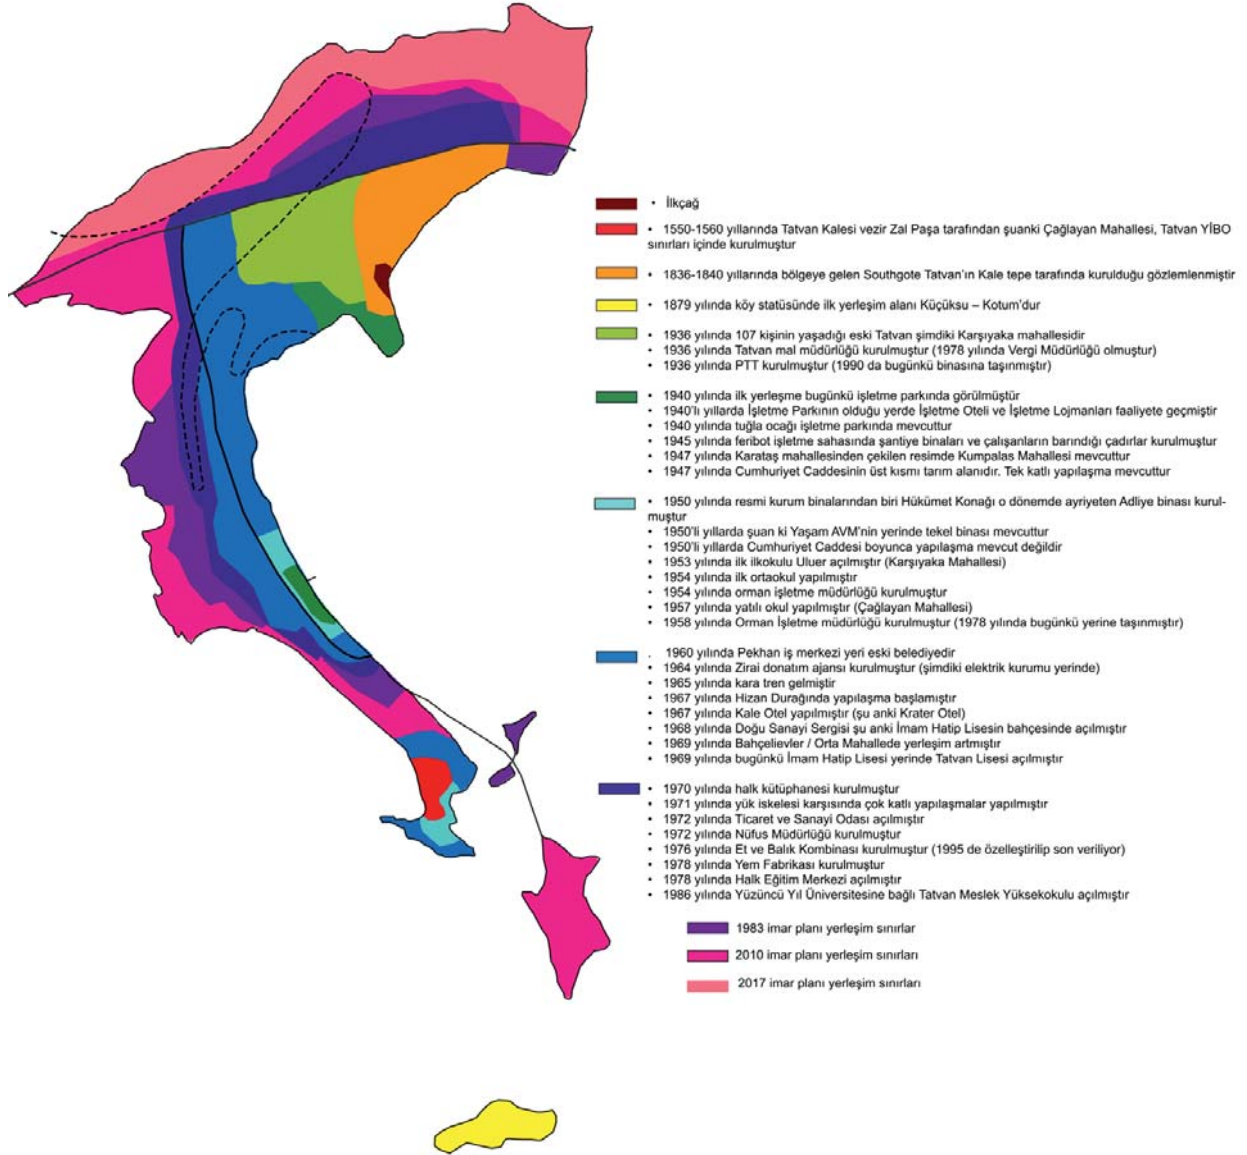 • İlkçağ
• 1550-1560 yıllarında Tatvan Kalesi vezir Zal Paşa tarafından şuanki Çağlayan Mahallesi, Tatvan YİBO
sınırları içinde kurulmuştur
• 1836-1840 yıllarında bölgeye gelen Southgote Tatvan’ın Kale tepe tarafında kurulduğu gözlemlenmiştir
• 1879 yılında köy statüsünde ilk yerleşim alanı Küçüksu – Kotum’dur
• 1936 yılında 107 kişinin yaşadığı eski Tatvan şimdiki Karşıyaka mahallesidir
• 1936 yılında Tatvan mal müdürlüğü kurulmuştur (1978 yılında Vergi Müdürlüğü olmuştur)
• 1936 yılında PTT kurulmuştur (1990 da bugünkü binasına taşınmıştır)
• 1940 yılında ilk yerleşme bugünkü işletme parkında görülmüştür
• 1940’lı yıllarda İşletme Parkının olduğu yerde İşletme Oteli ve İşletme Lojmanları faaliyete geçmiştir
• 1940 yılında tuğla ocağı işletme parkında mevcuttur
• 1945 yılında feribot işletme sahasında şantiye binaları ve çalışanların barındığı çadırlar kurulmuştur
• 1947 yılında Karataş mahallesinden çekilen resimde Kumpalas Mahallesi mevcuttur
• 1947 yılında Cumhuriyet Caddesinin üst kısmı tarım alanıdır. Tek katlı yapılaşma mevcuttur
• 1950 yılında resmi kurum binalarından biri Hükümet Konağı o dönemde ayriyeten Adliye binası kurul-
muştur
• 1950’li yıllarda şuan ki Yaşam AVM’nin yerinde tekel binası mevcuttur
• 1950’li yıllarda Cumhuriyet Caddesi boyunca yapılaşma mevcut değildir
• 1953 yılında ilk ilkokulu Uluer açılmıştır (Karşıyaka Mahallesi)
• 1954 yılında ilk ortaokul yapılmıştır
• 1954 yılında orman işletme müdürlüğü kurulmuştur
• 1957 yılında yatılı okul yapılmıştır (Çağlayan Mahallesi)
• 1958 yılında Orman İşletme müdürlüğü kurulmuştur (1978 yılında bugünkü yerine taşınmıştır)
. 1960 yılında Pekhan iş merkezi yeri eski belediyedir
• 1964 yılında Zirai donatım ajansı kurulmuştur (şimdiki elektrik kurumu yerinde)
• 1965 yılında kara tren gelmiştir
• 1967 yılında Hizan Durağında yapılaşma başlamıştır
• 1967 yılında Kale Otel yapılmıştır (şu anki Krater Otel)
• 1968 yılında Doğu Sanayi Sergisi şu anki İmam Hatip Lisesin bahçesinde açılmıştır
• 1969 yılında Bahçelievler / Orta Mahallede yerleşim artmıştır
• 1969 yılında bugünkü İmam Hatip Lisesi yerinde Tatvan Lisesi açılmıştır
• 1970 yılında halk kütüphanesi kurulmuştur
• 1971 yılında yük iskelesi karşısında çok katlı yapılaşmalar yapılmıştır
• 1972 yılında Ticaret ve Sanayi Odası açılmıştır
• 1972 yılında Nüfus Müdürlüğü kurulmuştur
• 1976 yılında Et ve Balık Kombinası kurulmuştur (1995 de özelleştirilip son veriliyor)
• 1978 yılında Yem Fabrikası kurulmuştur
• 1978 yılında Halk Eğitim Merkezi açılmıştır
• 1986 yılında Yüzüncü Yıl Üniversitesine bağlı Tatvan Meslek Yüksekokulu açılmıştır
1983 imar planı yerleşim sınırlar
2010 imar planı yerleşim sınırları
2017 imar planı yerleşim sınırları